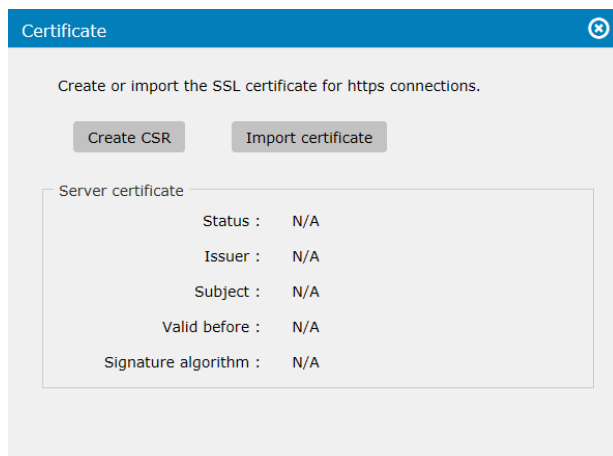 Certificate
Create or import the SSL certificate for https connections.
Create CSR Import certificate
Server certificate
Status : N/A
Issuer : N/A
Subject : N/A
Valid before : N/A
Signature algorithm : N/A